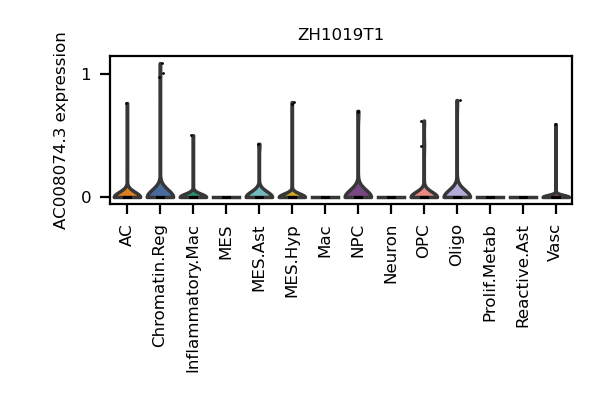 ZH1019T1
AC008074.3 expression
1
0
AC
Chromatin.Reg
Inflammatory.Mac
MES
MES.Ast
MES.Hyp
Mac
NPC
Neuron
OPC
Oligo
Prolif.Metab
Reactive.Ast
Vasc